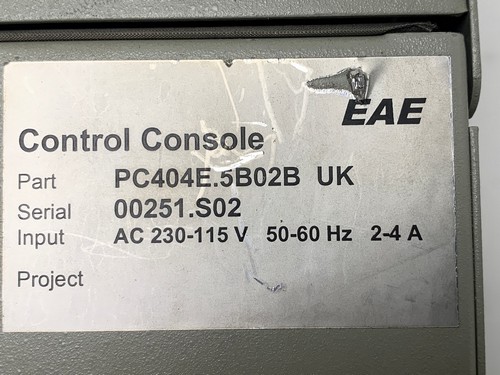 EAE
Control Console
Part PC404E.5B02B UK
Serial 00251.S02
Input AC 230-115 V 50-60 Hz 2-4 A
Project